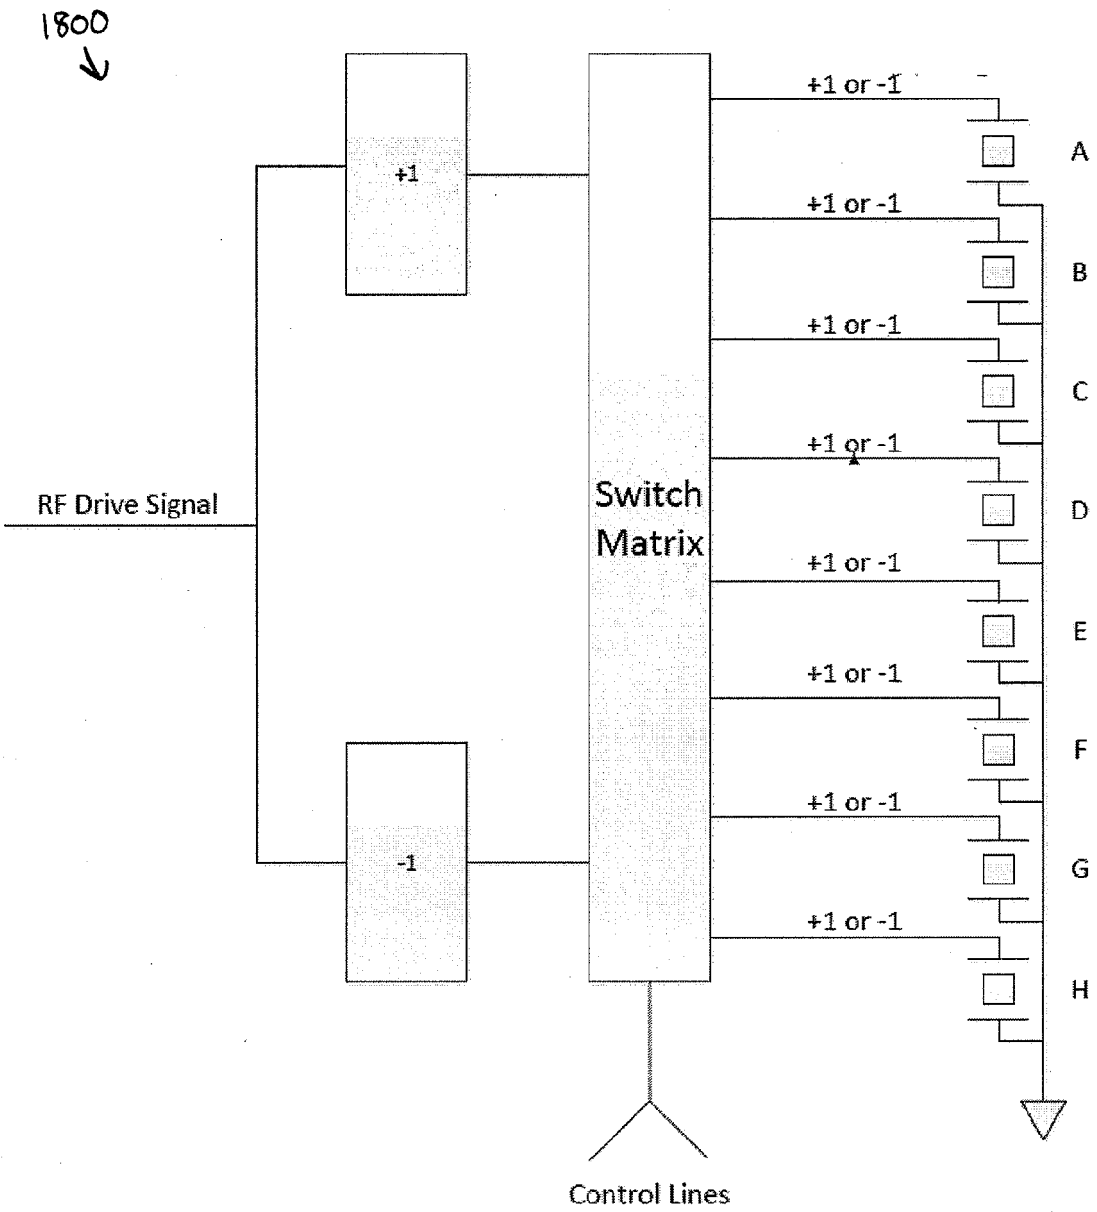 1800
+1 or -1
A
+1
+1 or -1
B
+1 or -1
C
+1 or -1
RF Drive Signal
Switch
Matrix
D
+1 or -1
E
+1 or -1
F
+1 or -1
-1
G
+1 or -1
H
Control Lines